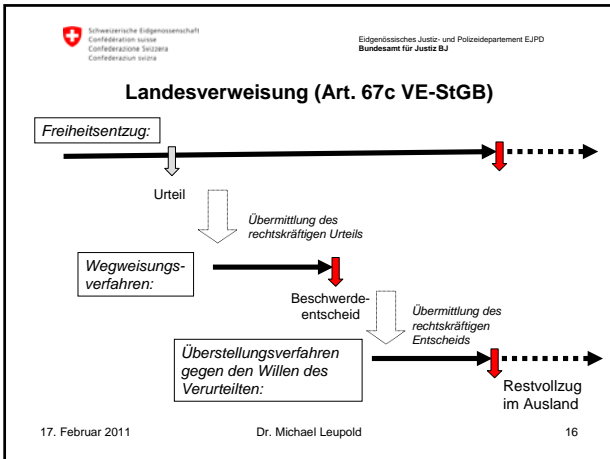 Schweizerische Eidgenossenschaft
Confédération suisse
Confederazione Svizzera
Confederaziun svizra
Eidgenössisches Justiz- und Polizeidepartement EJPD
Bundesamt für Justiz BJ
Landesverweisung (Art. 67c VE-StGB)
Freiheitsentzug:
Urteil
Übermittlung des
rechtskräftigen Urteils
Wegweisungs-
verfahren:
Beschwerde-
entscheid
Übermittlung des
rechtskräftigen
Entscheids
Überstellungsverfahren
gegen den Willen des
Verurteilten:
Restvollzug
im Ausland
17. Februar 2011
Dr. Michael Leupold
16